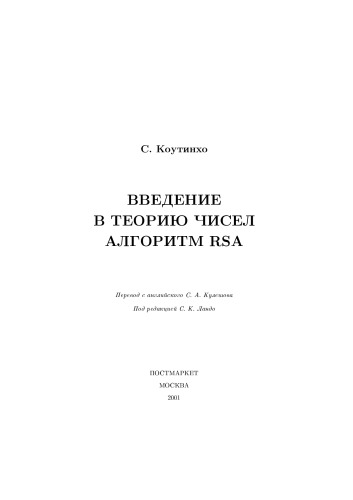 С. Коутинхо
ВВЕДЕНИЕ
В ТЕОРИЮ ЧИСЕЛ
АЛГОРИТМ RSA
Перевод с английского С. А. Кулешова
Под редакцией С. К. Ландо
ПОСТМАРКЕТ
МОСКВА
2001